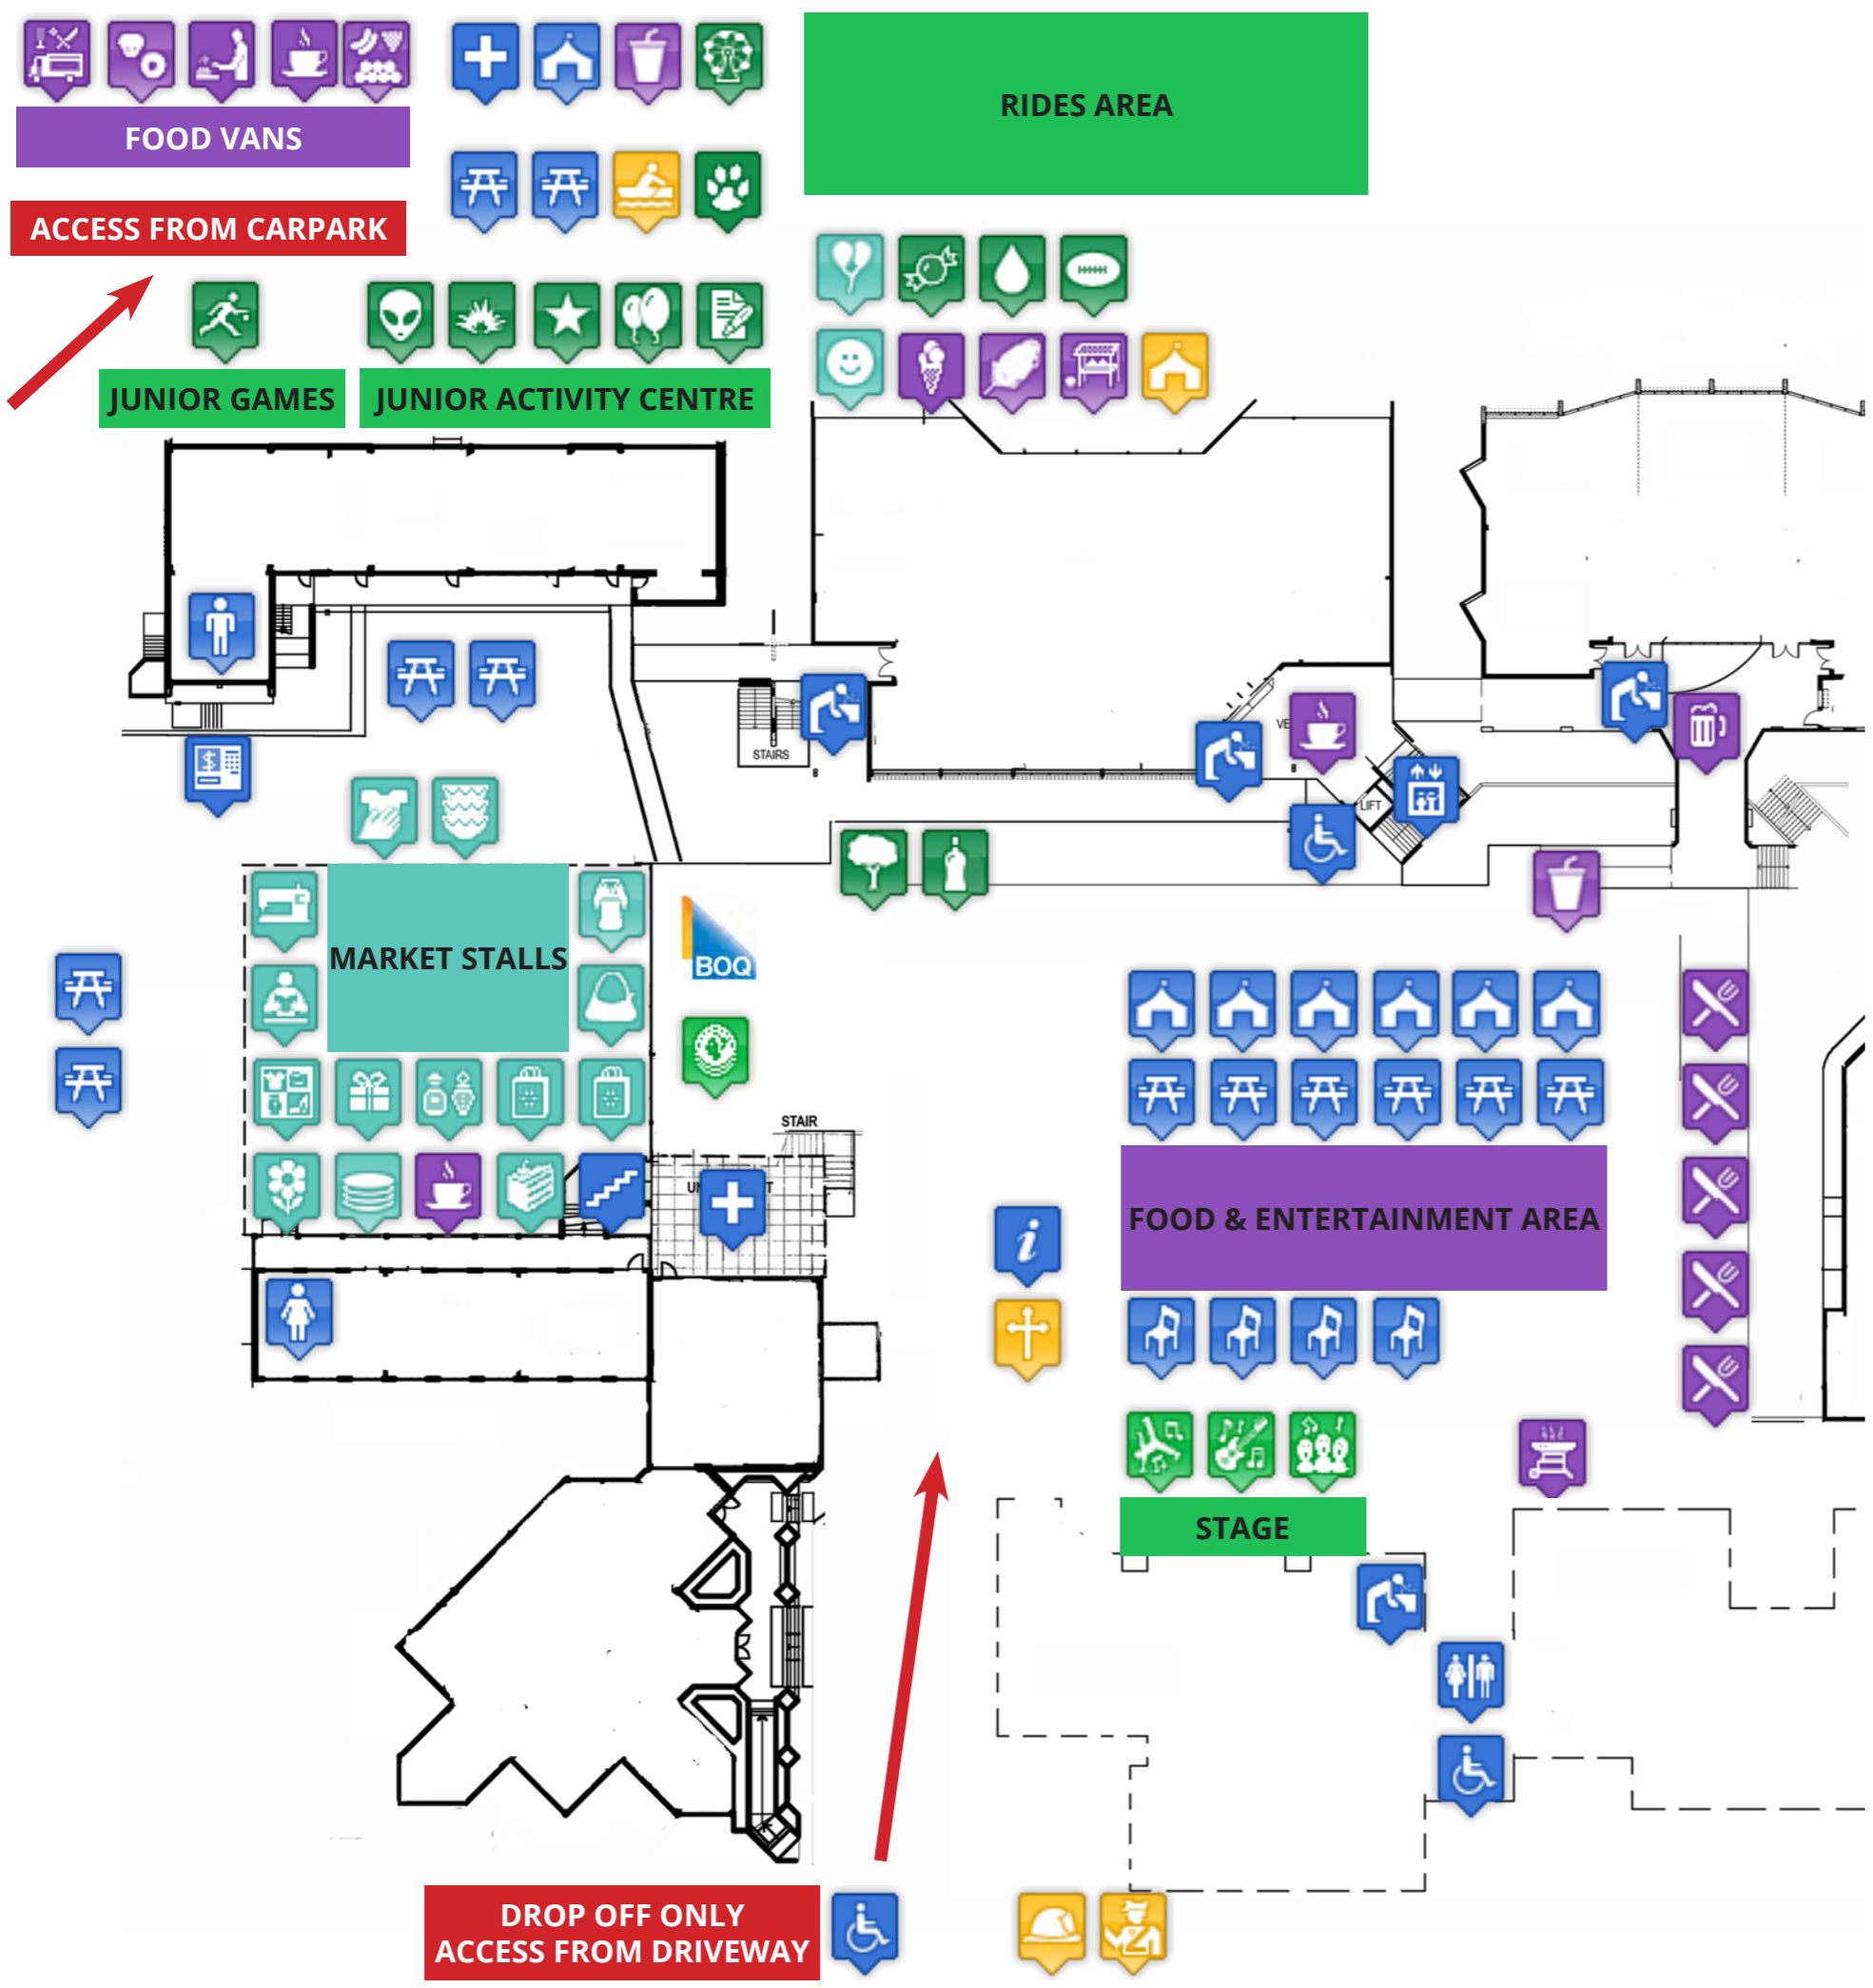 RIDES AREA
FOOD VANS
ACCESS FROM CARPARK
JUNIOR GAMES
JUNIOR ACTIVITY CENTRE
STAIRS
LIFT
MARKET STALLS
BOQ
STAIR
i
FOOD & ENTERTAINMENT AREA
STAGE
DROP OFF ONLY
ACCESS FROM DRIVEWAY